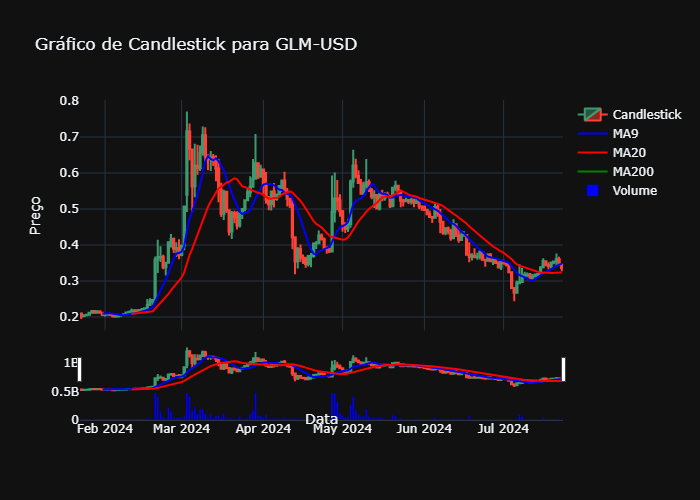 Gráfico de Candlestick para GLM-USD
0.8
0.7
0.6
0.5
0.4
0.3
0.2
Preço
Candlestick
MA9
MA20
MA200
Volume
1B
0.5B
0
Data
Feb 2024 Mar 2024 Apr 2024 May 2024 Jun 2024 Jul 2024